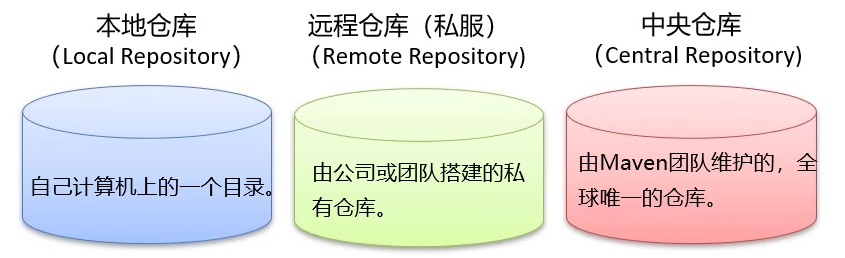 本地仓库
（Local Repository）
自己计算机上的一个目录。
远程仓库（私服）
（Remote Repository)
由公司或团队搭建的私
有仓库。
中央仓库
（Central Repository)
由Maven团队维护的，全
球唯一的仓库。